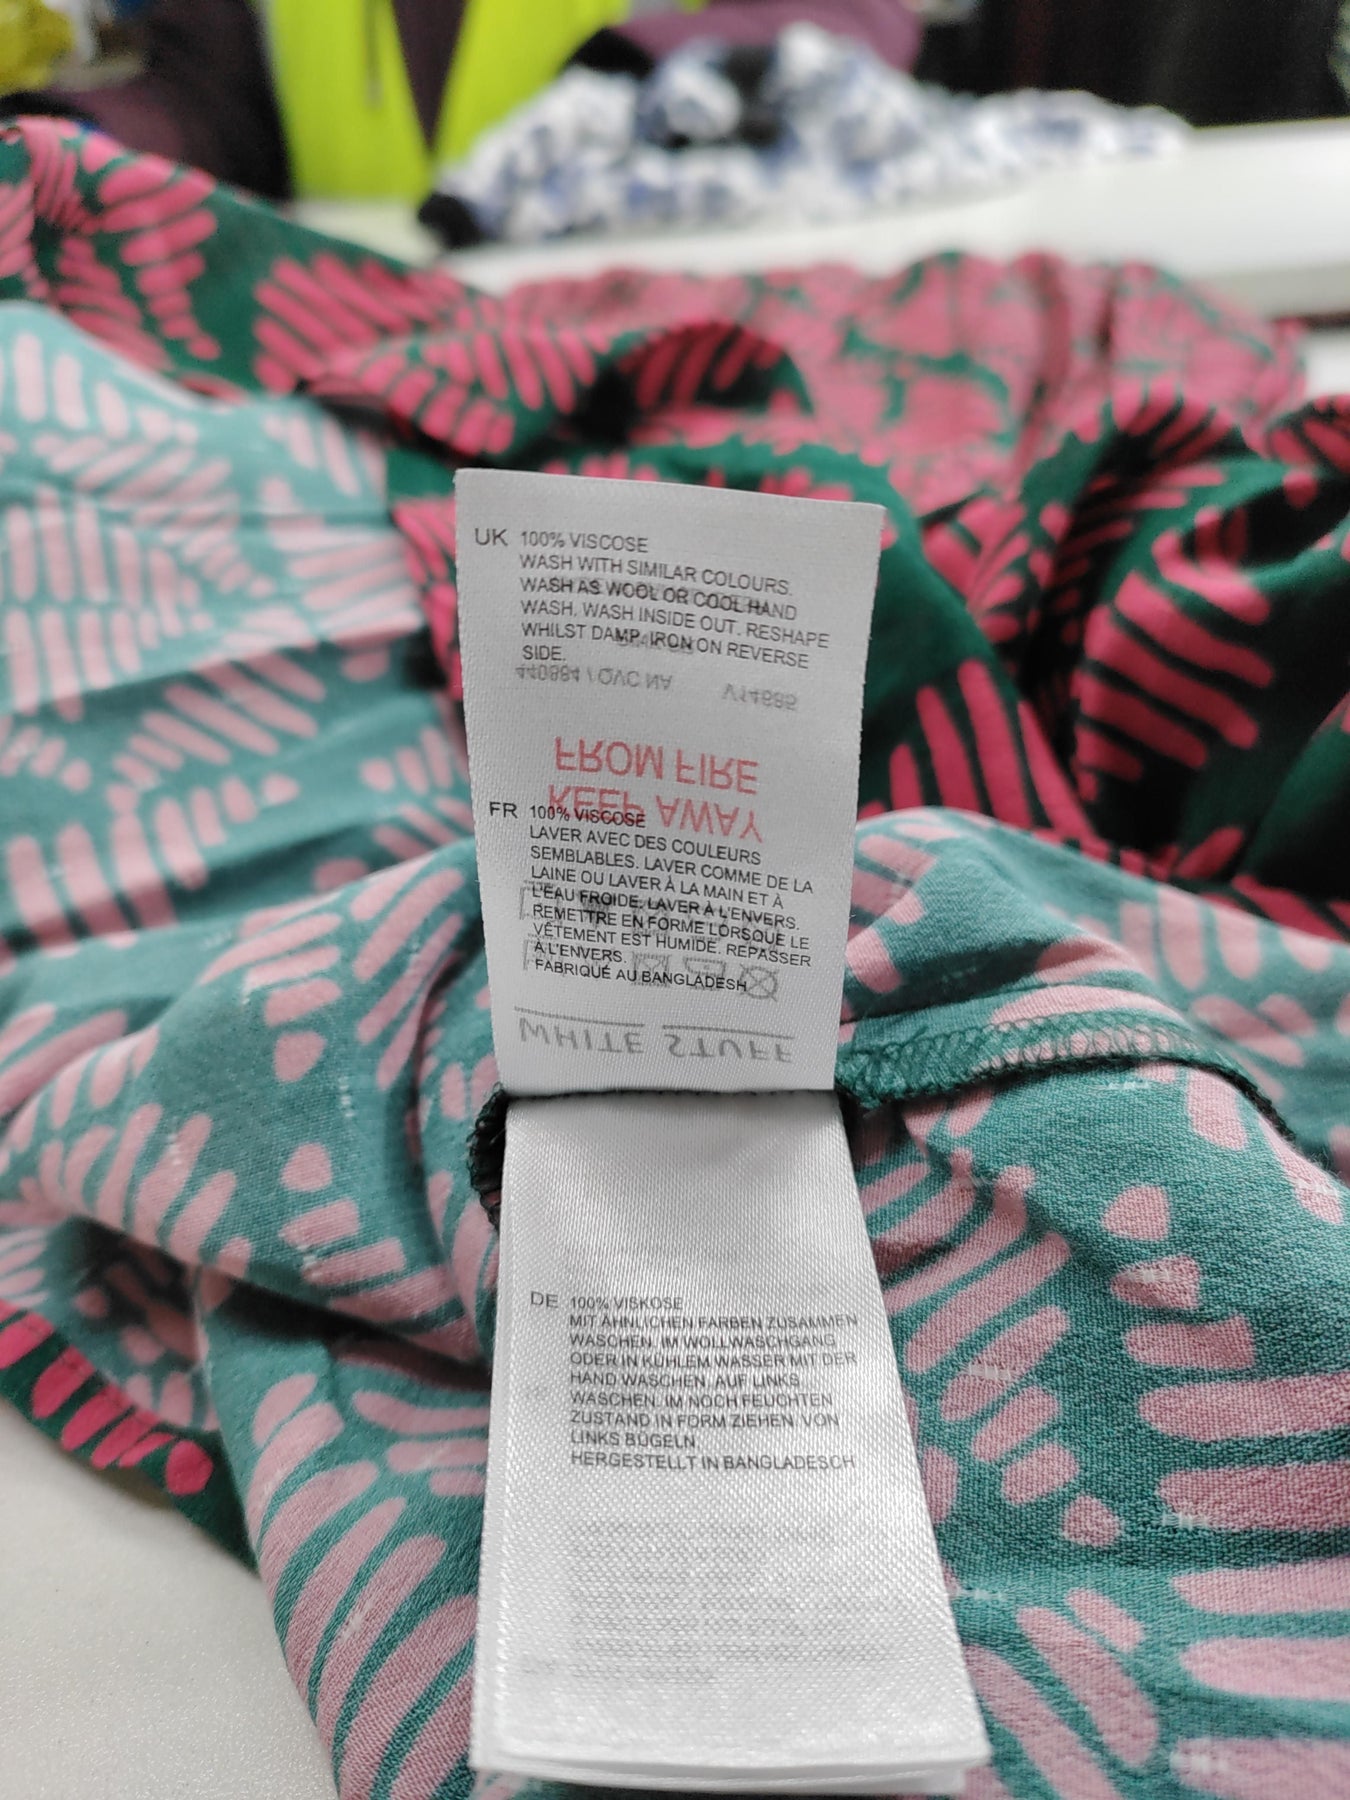 UK 100% VISCOSE
WASH WITH SIMILAR COLOURS.
WASH AS WOOL OR COOL HAND
WASH. WASH INSIDE OUT. RESHAPE
WHILST DAMP. IRON ON REVERSE
SIDE.
440884 / QVC NA V14685
KEEP AWAY
FROM FIRE
FR 100% VISCOSE
LAVER AVEC DES COULEURS
SEMBLABLES. LAVER COMME DE LA
LAINE OU LAVER À LA MAIN ET À
L'EAU FROIDE. LAVER À L'ENVERS.
REMETTRE EN FORME LORSQUE LE
VÊTEMENT EST HUMIDE. REPASSER
À L'ENVERS.
FABRIQUÉ AU BANGLADESH
WHITE STUFF
DE 100% VISKOSE
MIT ÄHNLICHEN FARBEN ZUSAMMEN
WASCHEN. IM WOLLWASCHGANG
ODER IN KÜHLEM WASSER MIT DER
HAND WASCHEN. AUF LINKS
WASCHEN. IM NOCH FEUCHTEN
ZUSTAND IN FORM ZIEHEN. VON
LINKS BÜGELN.
HERGESTELLT IN BANGLADESCH